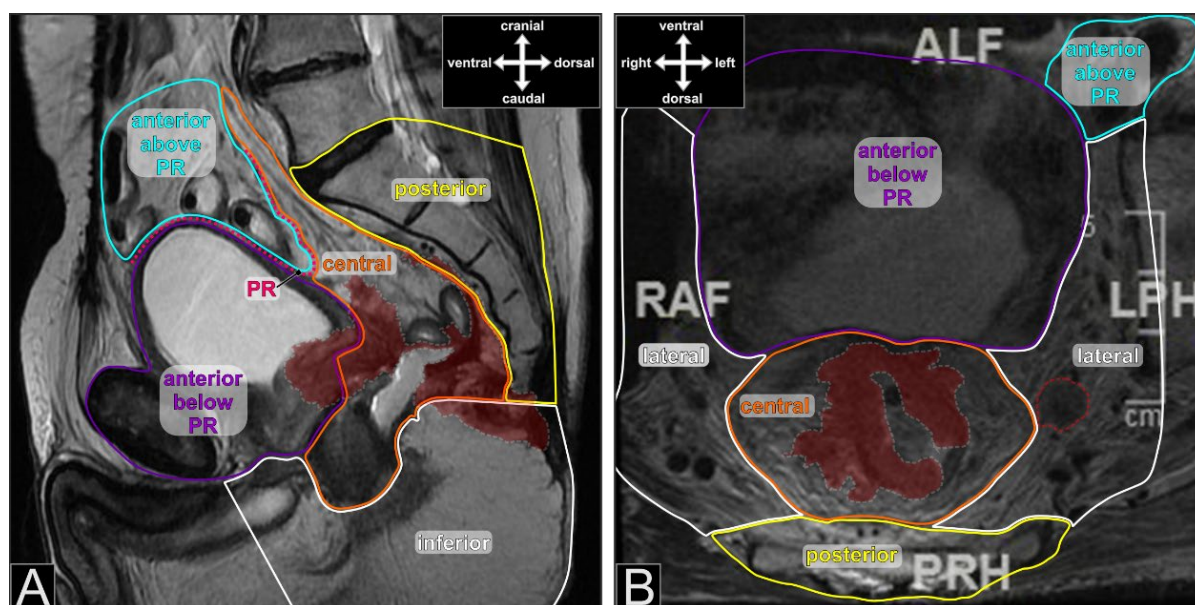 cranial
ventral
dorsal
caudal
anterior
above
PR
posterior
central
PR
anterior
below
PR
inferior
A
ventral
right
left
dorsal
ALF
anterior
above
PR
anterior
below
PR
RAF
LPH
lateral
lateral
central
cm
posterior
PRH
B